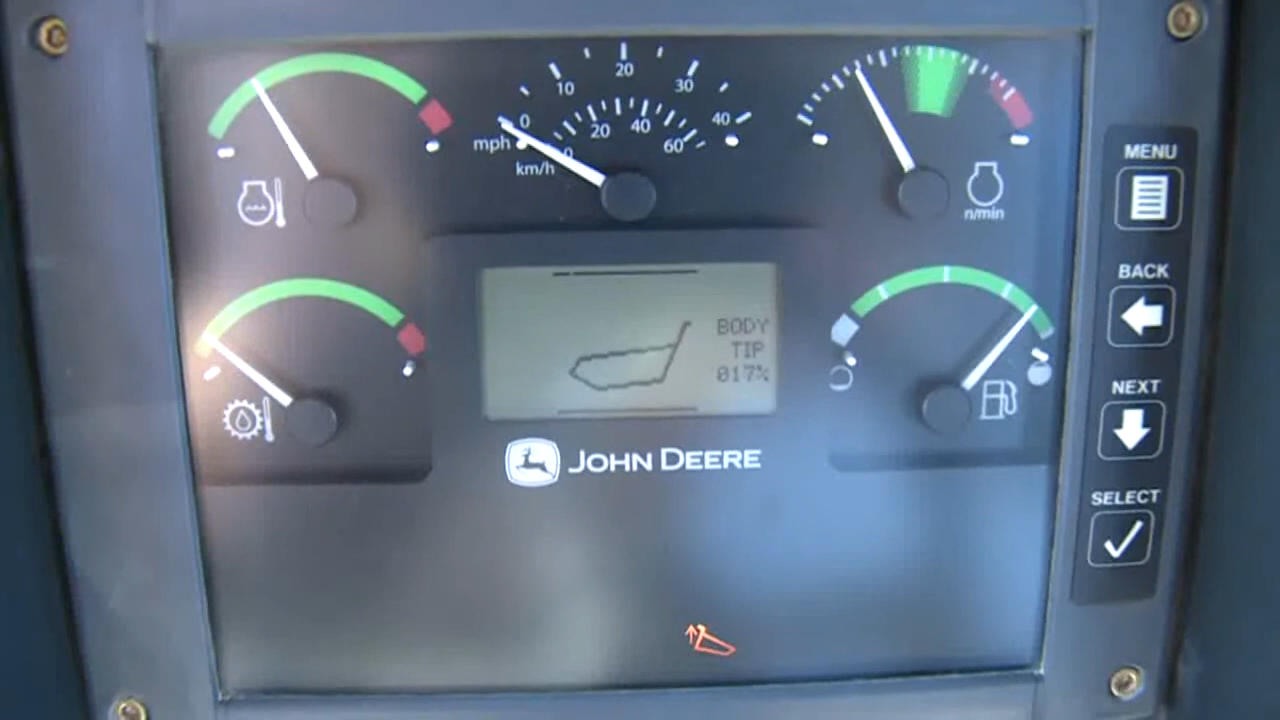 10
20
30
0
20
40
60
40
mph
0
km/h
n/min
MENU
BACK
NEXT
SELECT
BODY
TIP
017%
JOHN DEERE